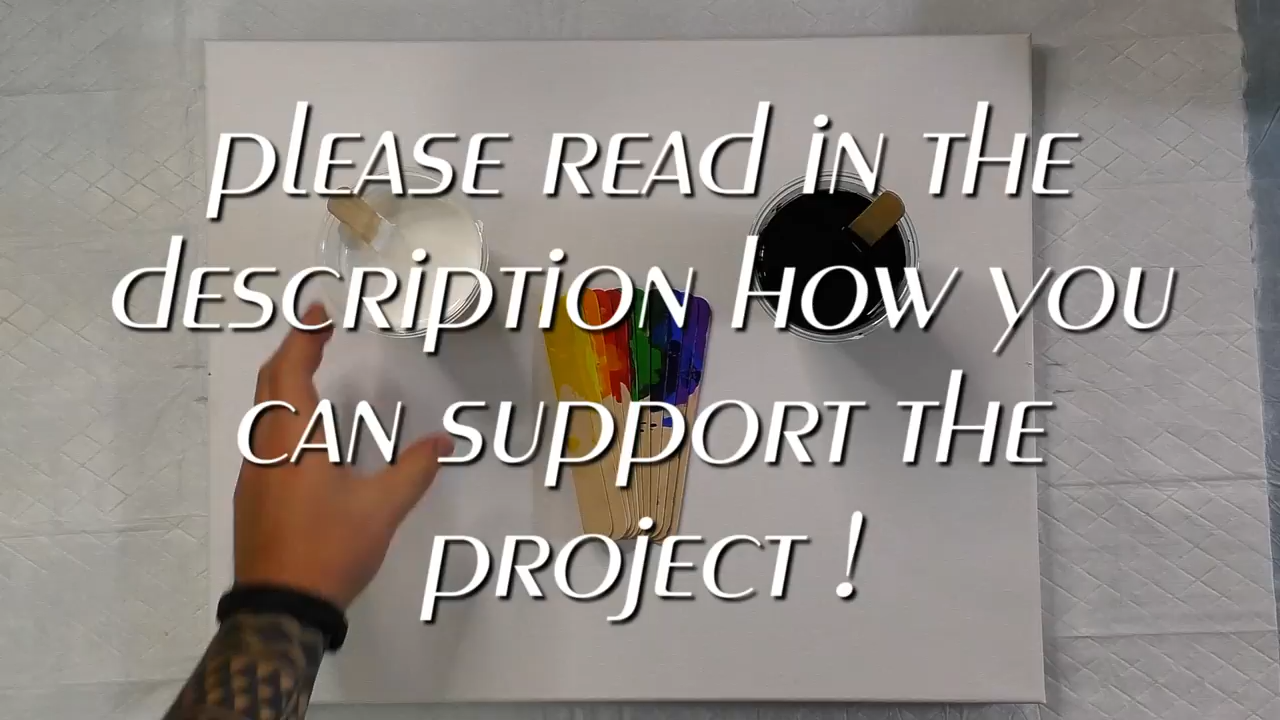 please read in the
description how you
can support the
project !